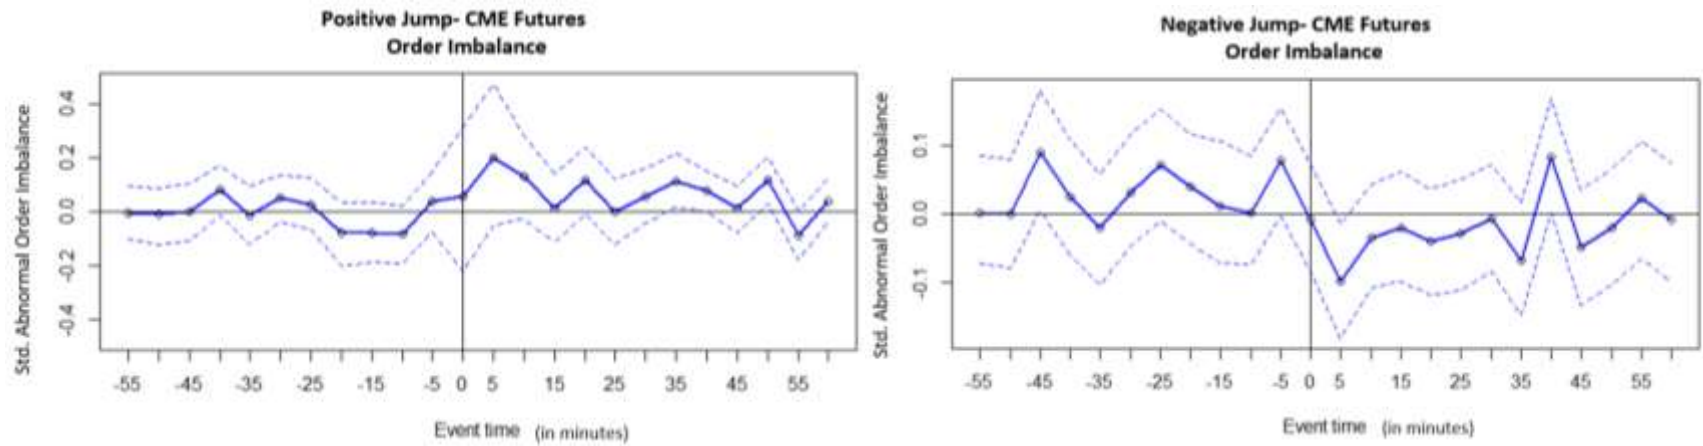 Positive Jump- CME Futures
Order Imbalance
Std. Abnormal Order Imbalance
0.4
0.2
0.0
-0.2
-0.4
-55 -45 -35 -25 -15 -5 0 5 15 25 35 45 55
Event time (in minutes)
Negative Jump- CME Futures
Order Imbalance
Std. Abnormal Order Imbalance
0.1
0.0
-0.1
-55 -45 -35 -25 -15 -5 0 5 15 25 35 45 55
Event time (in minutes)